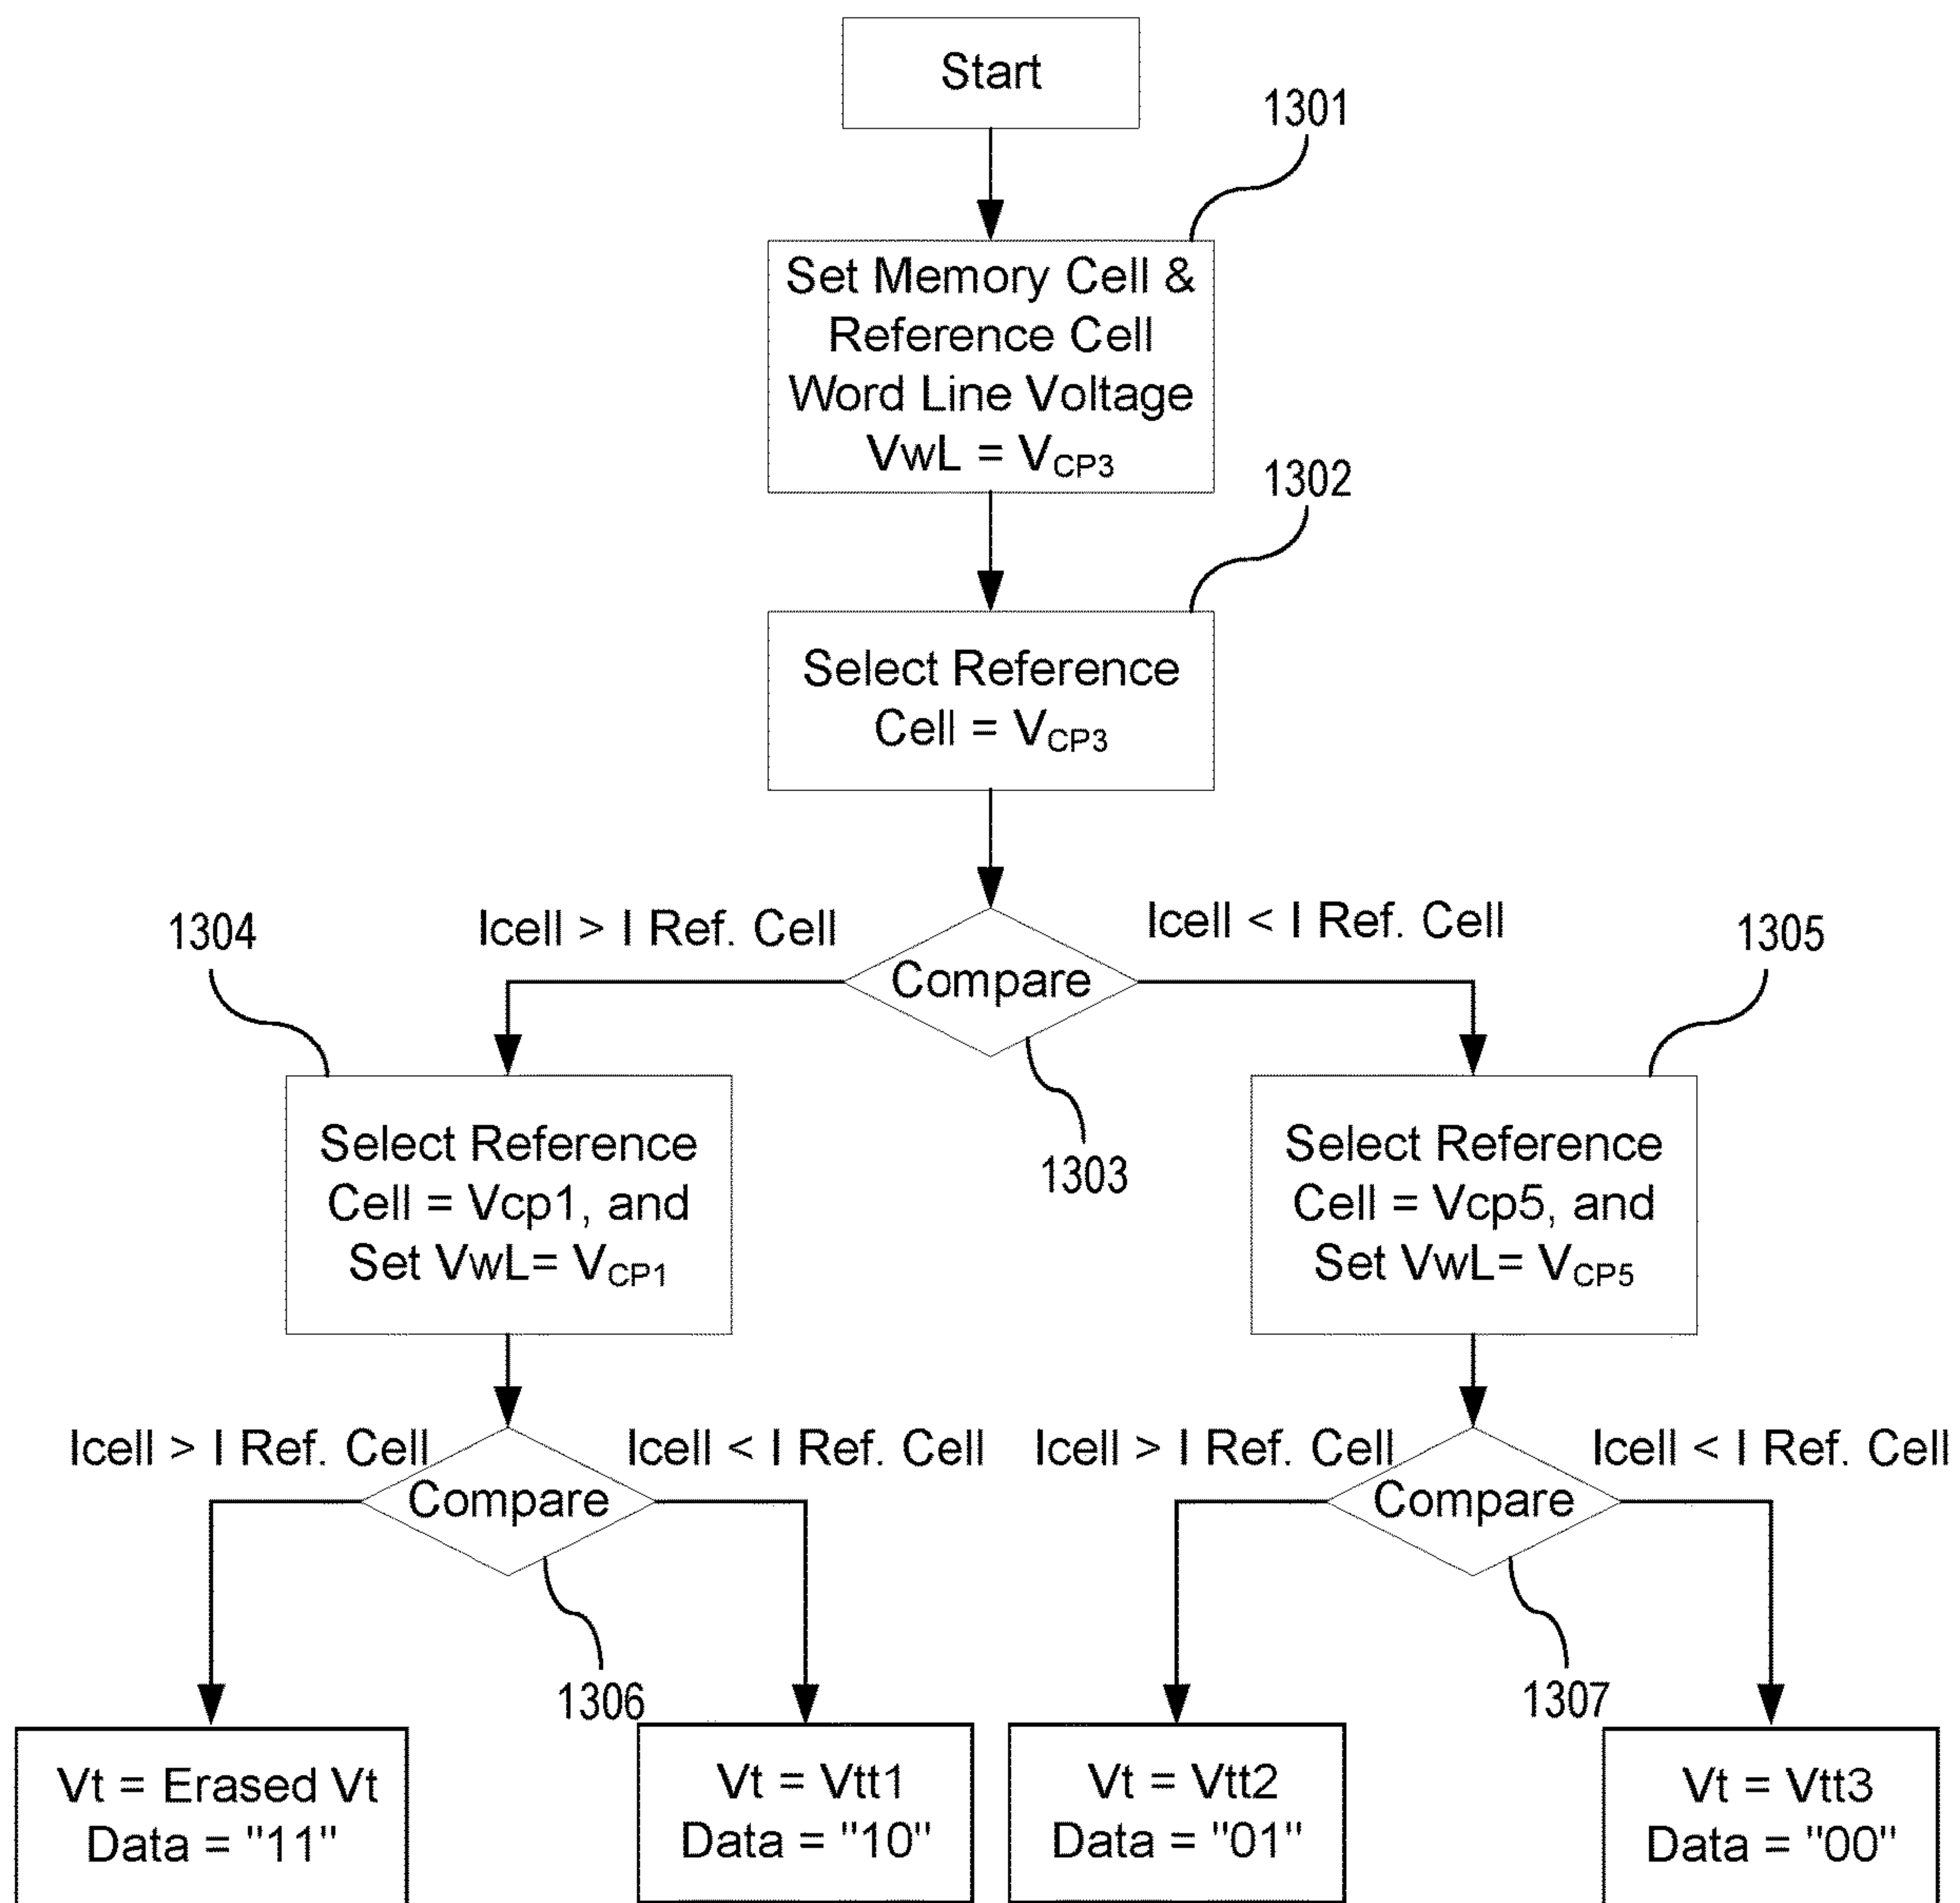 Start
1301
Set Memory Cell &
Reference Cell
Word Line Voltage
VwL = VCP3
1302
Select Reference
Cell = VCP3
1304
Icell > I Ref. Cell
Icell < I Ref. Cell
1305
Compare
1303
Select Reference
Cell = Vcp1, and
Set VwL= VCP1
Select Reference
Cell = Vcp5, and
Set VwL= VCP5
Icell > I Ref. Cell
Icell < I Ref. Cell
Icell > I Ref. Cell
Icell < I Ref. Cell
Compare
Compare
1306
1307
Vt = Erased Vt
Data = "11"
Vt = Vtt1
Data = "10"
Vt = Vtt2
Data = "01"
Vt = Vtt3
Data = "00"